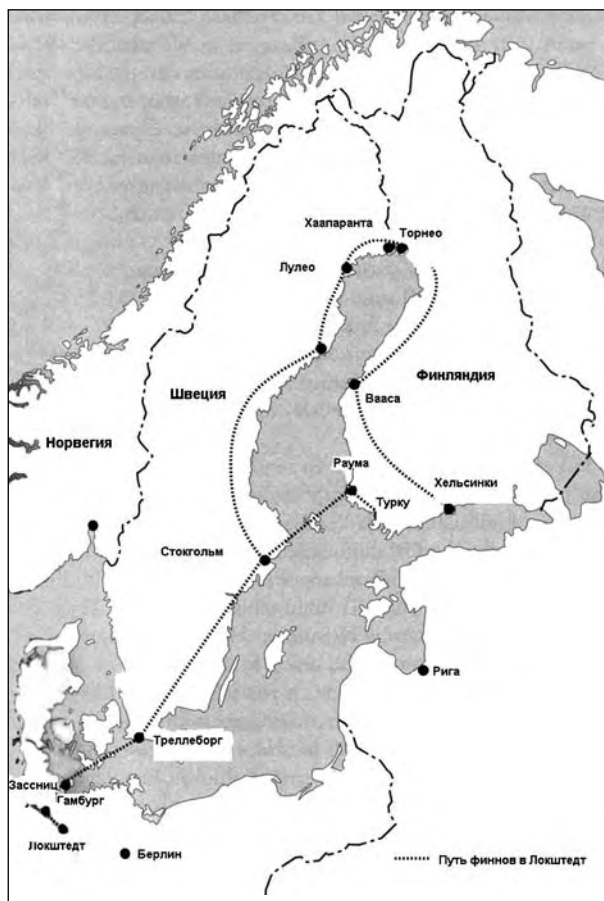 Хаапаранта
Торнео
Лулео
Швеция
Финляндия
Вааса
Норвегия
Раума
Хельсинки
Турку
Стокгольм
Рига
Треллеборг
Зассниц
Гамбург
Локштедт
Берлин
Путь финнов в Локштедт